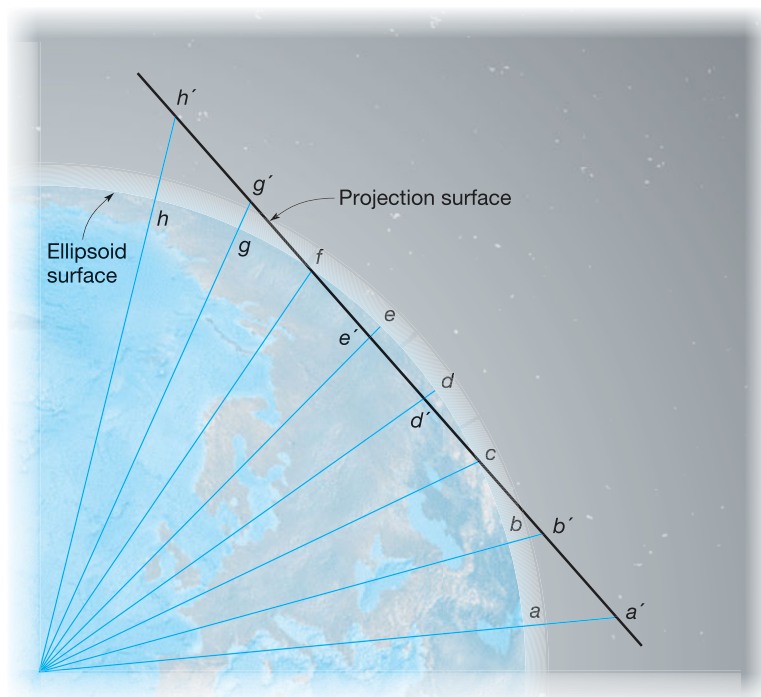 h´
g´
Projection surface
h
g
f
Ellipsoid
surface
e
e´
d
d´
c
b
b´
a
a´